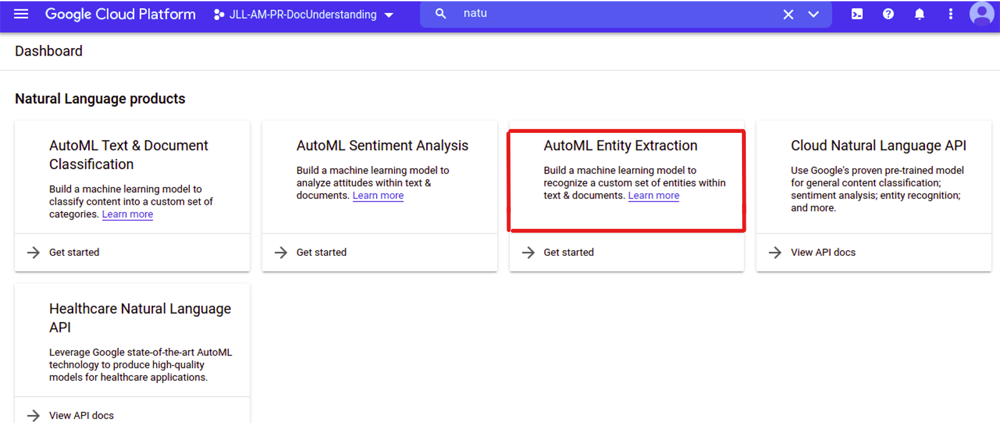 Google Cloud Platform JLL-AM-PR-DocUnderstanding natu
Dashboard
Natural Language products
AutoML Text & Document
Classification
Build a machine learning model to
classify content into a custom set of
categories. Learn more
Get started
AutoML Sentiment Analysis
Build a machine learning model to
analyze attitudes within text &
documents. Learn more
Get started
AutoML Entity Extraction
Build a machine learning model to
recognize a custom set of entities within
text & documents. Learn more
Get started
Cloud Natural Language API
Use Google's proven pre-trained model
for general content classification;
sentiment analysis; entity recognition;
and more.
View API docs
Healthcare Natural Language
API
Leverage Google state-of-the-art AutoML
technology to produce high-quality
models for healthcare applications.
View API docs